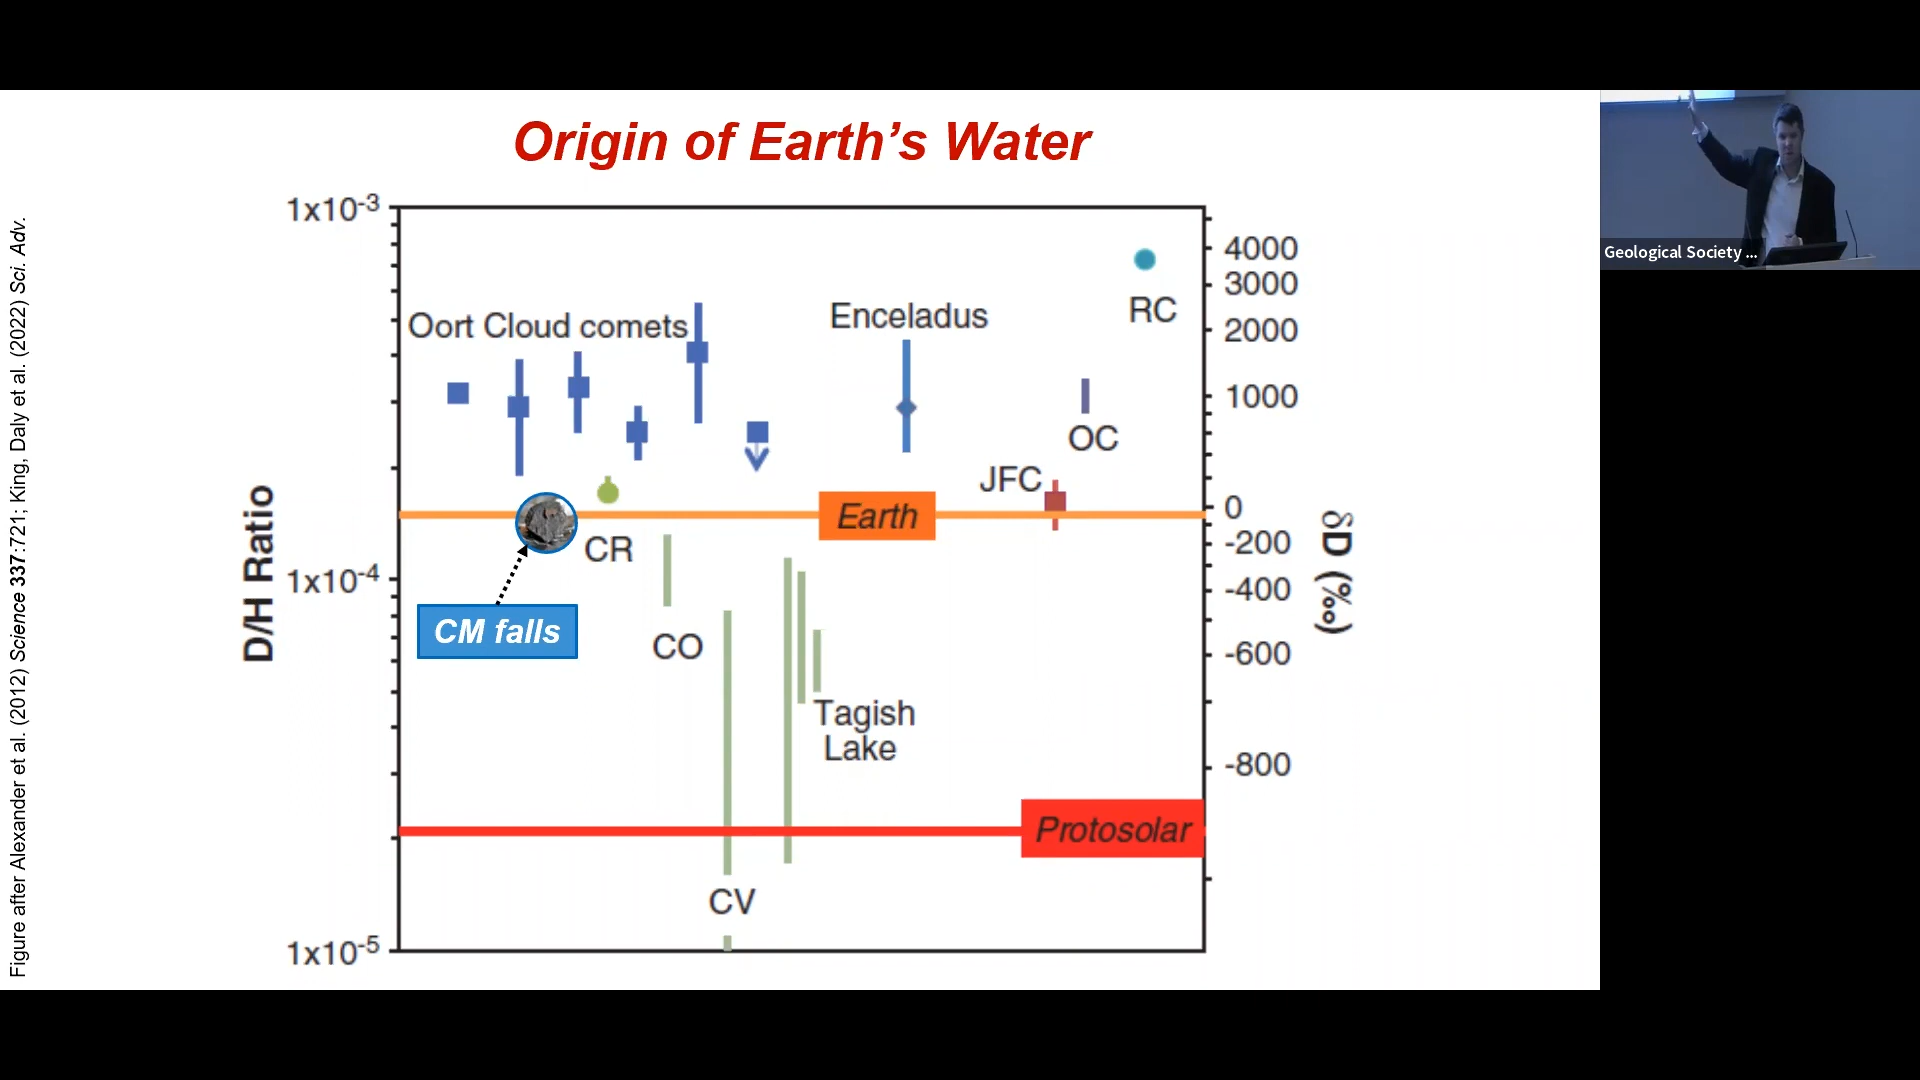 Origin of Earth's Water
Figure after Alexander et al. (2012) Science 337:721; King, Daly et al. (2022) Sci. Adv.
D/H Ratio
1x10-3
1x10-4
1x10-5
Oort Cloud comets
Enceladus
RC
OC
JFC
Earth
CR
CM falls
CO
Tagish
Lake
Protosolar
CV
4000
3000
2000
1000
0
-200
-400
-600
-800
δD (‰)
Geological Society ...